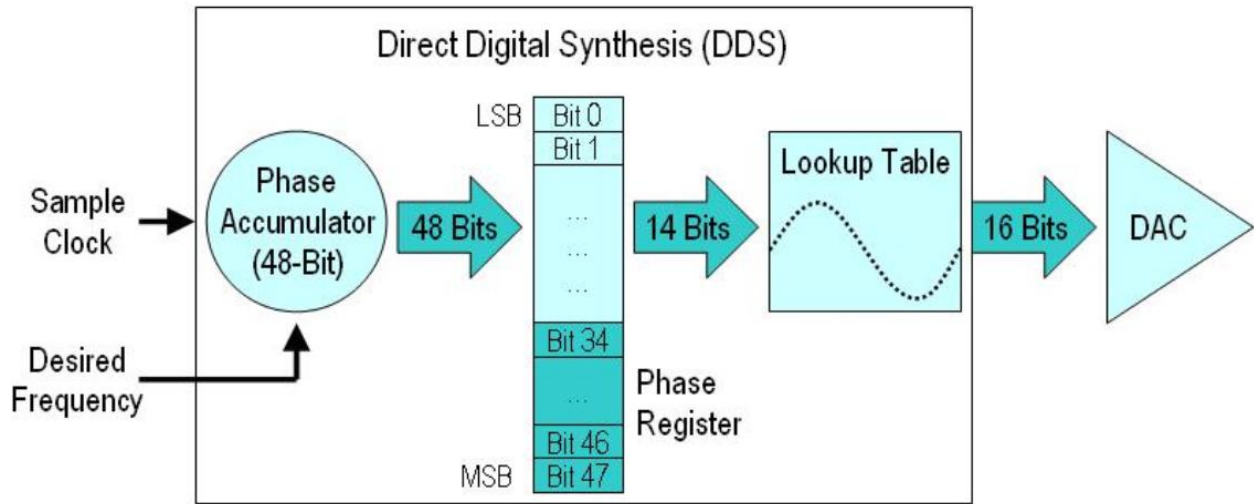 Direct Digital Synthesis (DDS)
Sample
Clock
Desired
Frequency
Phase
Accumulator
(48-Bit)
48 Bits
LSB
Bit 0
Bit 1
...
...
...
Bit 34
...
Bit 46
MSB
Bit 47
Phase
Register
14 Bits
Lookup Table
16 Bits
DAC